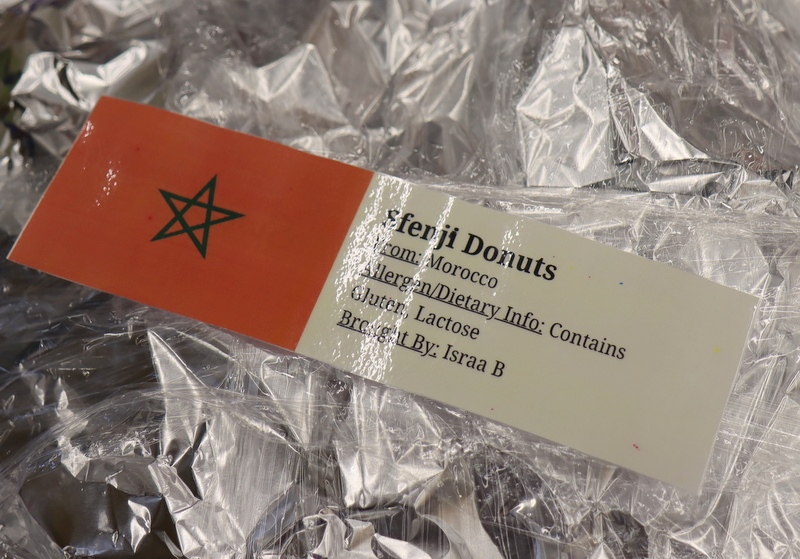 Sfenji Donuts
From: Morocco
Allergen/Dietary Info: Contains
Gluten, Lactose
Brought By: Israa B